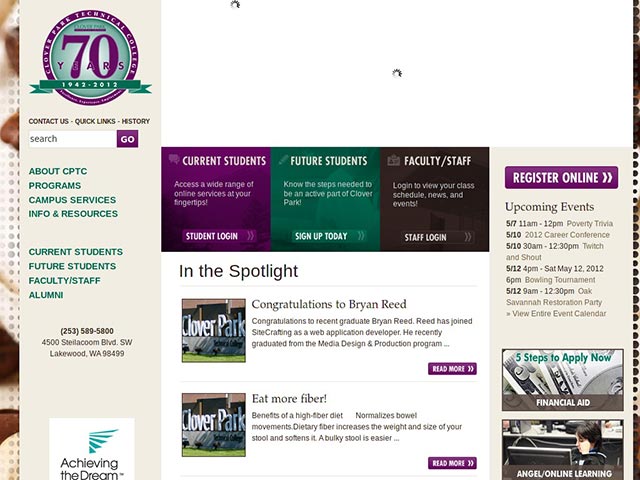 CLOVER PARK TECHNICAL COLLEGE
70
YEARS
1942-2012
CONTACT US - QUICK LINKS - HISTORY
search
GO
ABOUT CPTC
PROGRAMS
CAMPUS SERVICES
INFO & RESOURCES
CURRENT STUDENTS
FUTURE STUDENTS
FACULTY/STAFF
ALUMNI
(253) 589-5800
4500 Steilacoom Blvd. SW
Lakewood, WA 98499
Achieving
the Dream
CURRENT STUDENTS
Access a wide range of
online services at your
fingertips!
STUDENT LOGIN
FUTURE STUDENTS
Know the steps needed to
be an active part of Clover
Park!
SIGN UP TODAY
FACULTY/STAFF
Login to view your class
schedule, news, and
events!
STAFF LOGIN
In the Spotlight
Clover Park
Technical College
Congratulations to Bryan Reed
Congratulations to recent graduate Bryan Reed. Reed has joined
SiteCrafting as a web application developer. He recently
graduated from the Media Design & Production program ...
READ MORE
Clover Park
Technical College
Eat more fiber!
Benefits of a high-fiber diet Normalizes bowel
movements.Dietary fiber increases the weight and size of your
stool and softens it. A bulky stool is easier ...
READ MORE
REGISTER ONLINE
Upcoming Events
5/7 11am - 12pm Poverty Trivia
5/10 2012 Career Conference
5/10 30am - 12:30pm Twitch
and Shout
5/12 4pm - Sat May 12, 2012
6pm Bowling Tournament
5/12 9am - 12:30pm Oak
Savannah Restoration Party
» View Entire Event Calendar
5 Steps to Apply Now
FINANCIAL AID
ANGEL/ONLINE LEARNING